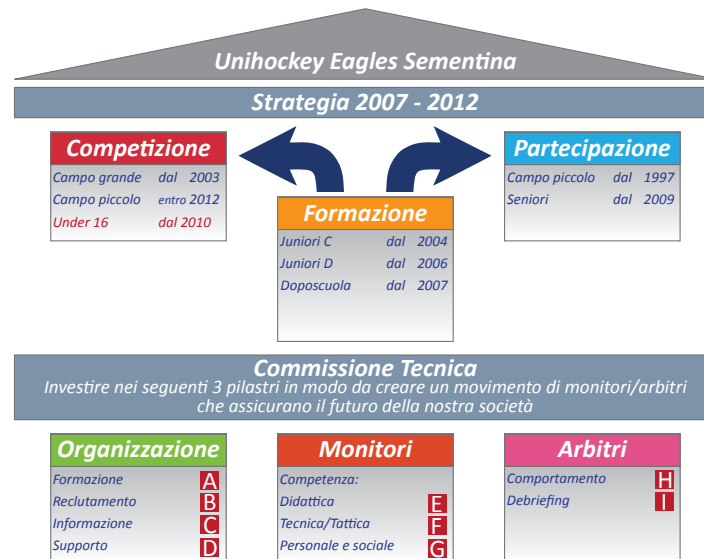 Unihockey Eagles Sementina
Strategia 2007 - 2012
Competizione
Campo grande dal 2003
Campo piccolo entro 2012
Under 16 dal 2010
Partecipazione
Campo piccolo dal 1997
Seniori dal 2009
Formazione
Juniori C dal 2004
Juniori D dal 2006
Doposcuola dal 2007
Commissione Tecnica
Investire nei seguenti 3 pilastri in modo da creare un movimento di monitori/arbitri
che assicurano il futuro della nostra società
Organizzazione
Formazione A
Reclutamento B
Informazione C
Supporto D
Monitori
Competenza:
Didattica E
Tecnica/Tattica F
Personale e sociale G
Arbitri
Comportamento H
Debriefing I